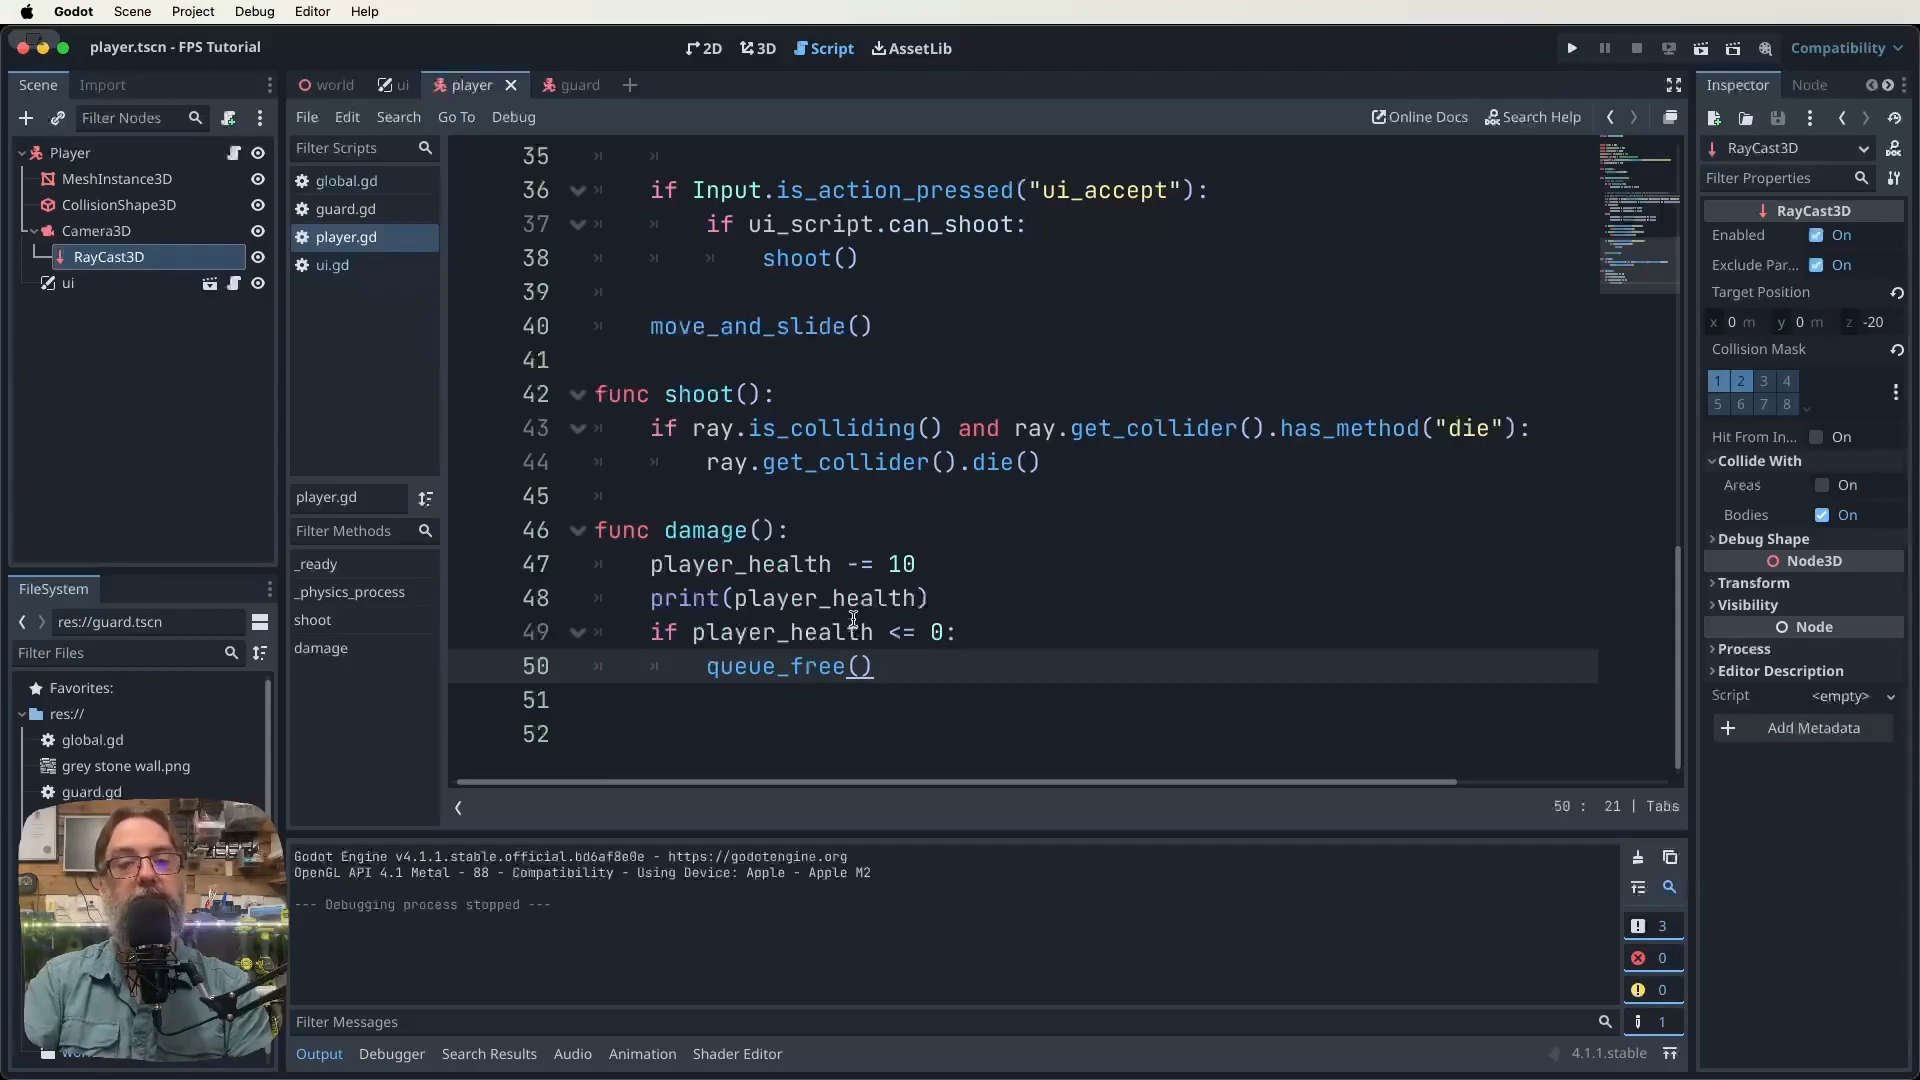 Godot Scene Project Debug Editor Help
player.tscn - FPS Tutorial
2D 3D Script AssetLib
Compatibility
Scene Import
Filter Nodes
Player
MeshInstance3D
CollisionShape3D
Camera3D
RayCast3D
ui
FileSystem
res://guard.tscn
Filter Files
Favorites:
res://
global.gd
grey stone wall.png
guard.gd
world ui player guard
File Edit Search Go To Debug
Online Docs Search Help
Filter Scripts
global.gd
guard.gd
player.gd
ui.gd
player.gd
Filter Methods
_ready
_physics_process
shoot
damage
35
36 if Input.is_action_pressed("ui_accept"):
37 if ui_script.can_shoot:
38 shoot()
39
40 move_and_slide()
41
42 func shoot():
43 if ray.is_colliding() and ray.get_collider().has_method("die"):
44 ray.get_collider().die()
45
46 func damage():
47 player_health -= 10
48 print(player_health)
49 if player_health <= 0:
50 queue_free()
51
52
50 : 21 | Tabs
Godot Engine v4.1.1.stable.official.bd6af8e0e - https://godotengine.org
OpenGL API 4.1 Metal - 88 - Compatibility - Using Device: Apple - Apple M2
--- Debugging process stopped ---
3
0
0
1
Filter Messages
Output Debugger Search Results Audio Animation Shader Editor
4.1.1.stable
Inspector Node
RayCast3D
Filter Properties
RayCast3D
Enabled On
Exclude Par... On
Target Position
x 0 m y 0 m z -20
Collision Mask
1 2 3 4
5 6 7 8
Hit From In... On
Collide With
Areas On
Bodies On
Debug Shape
Node3D
Transform
Visibility
Node
Process
Editor Description
Script <empty>
Add Metadata